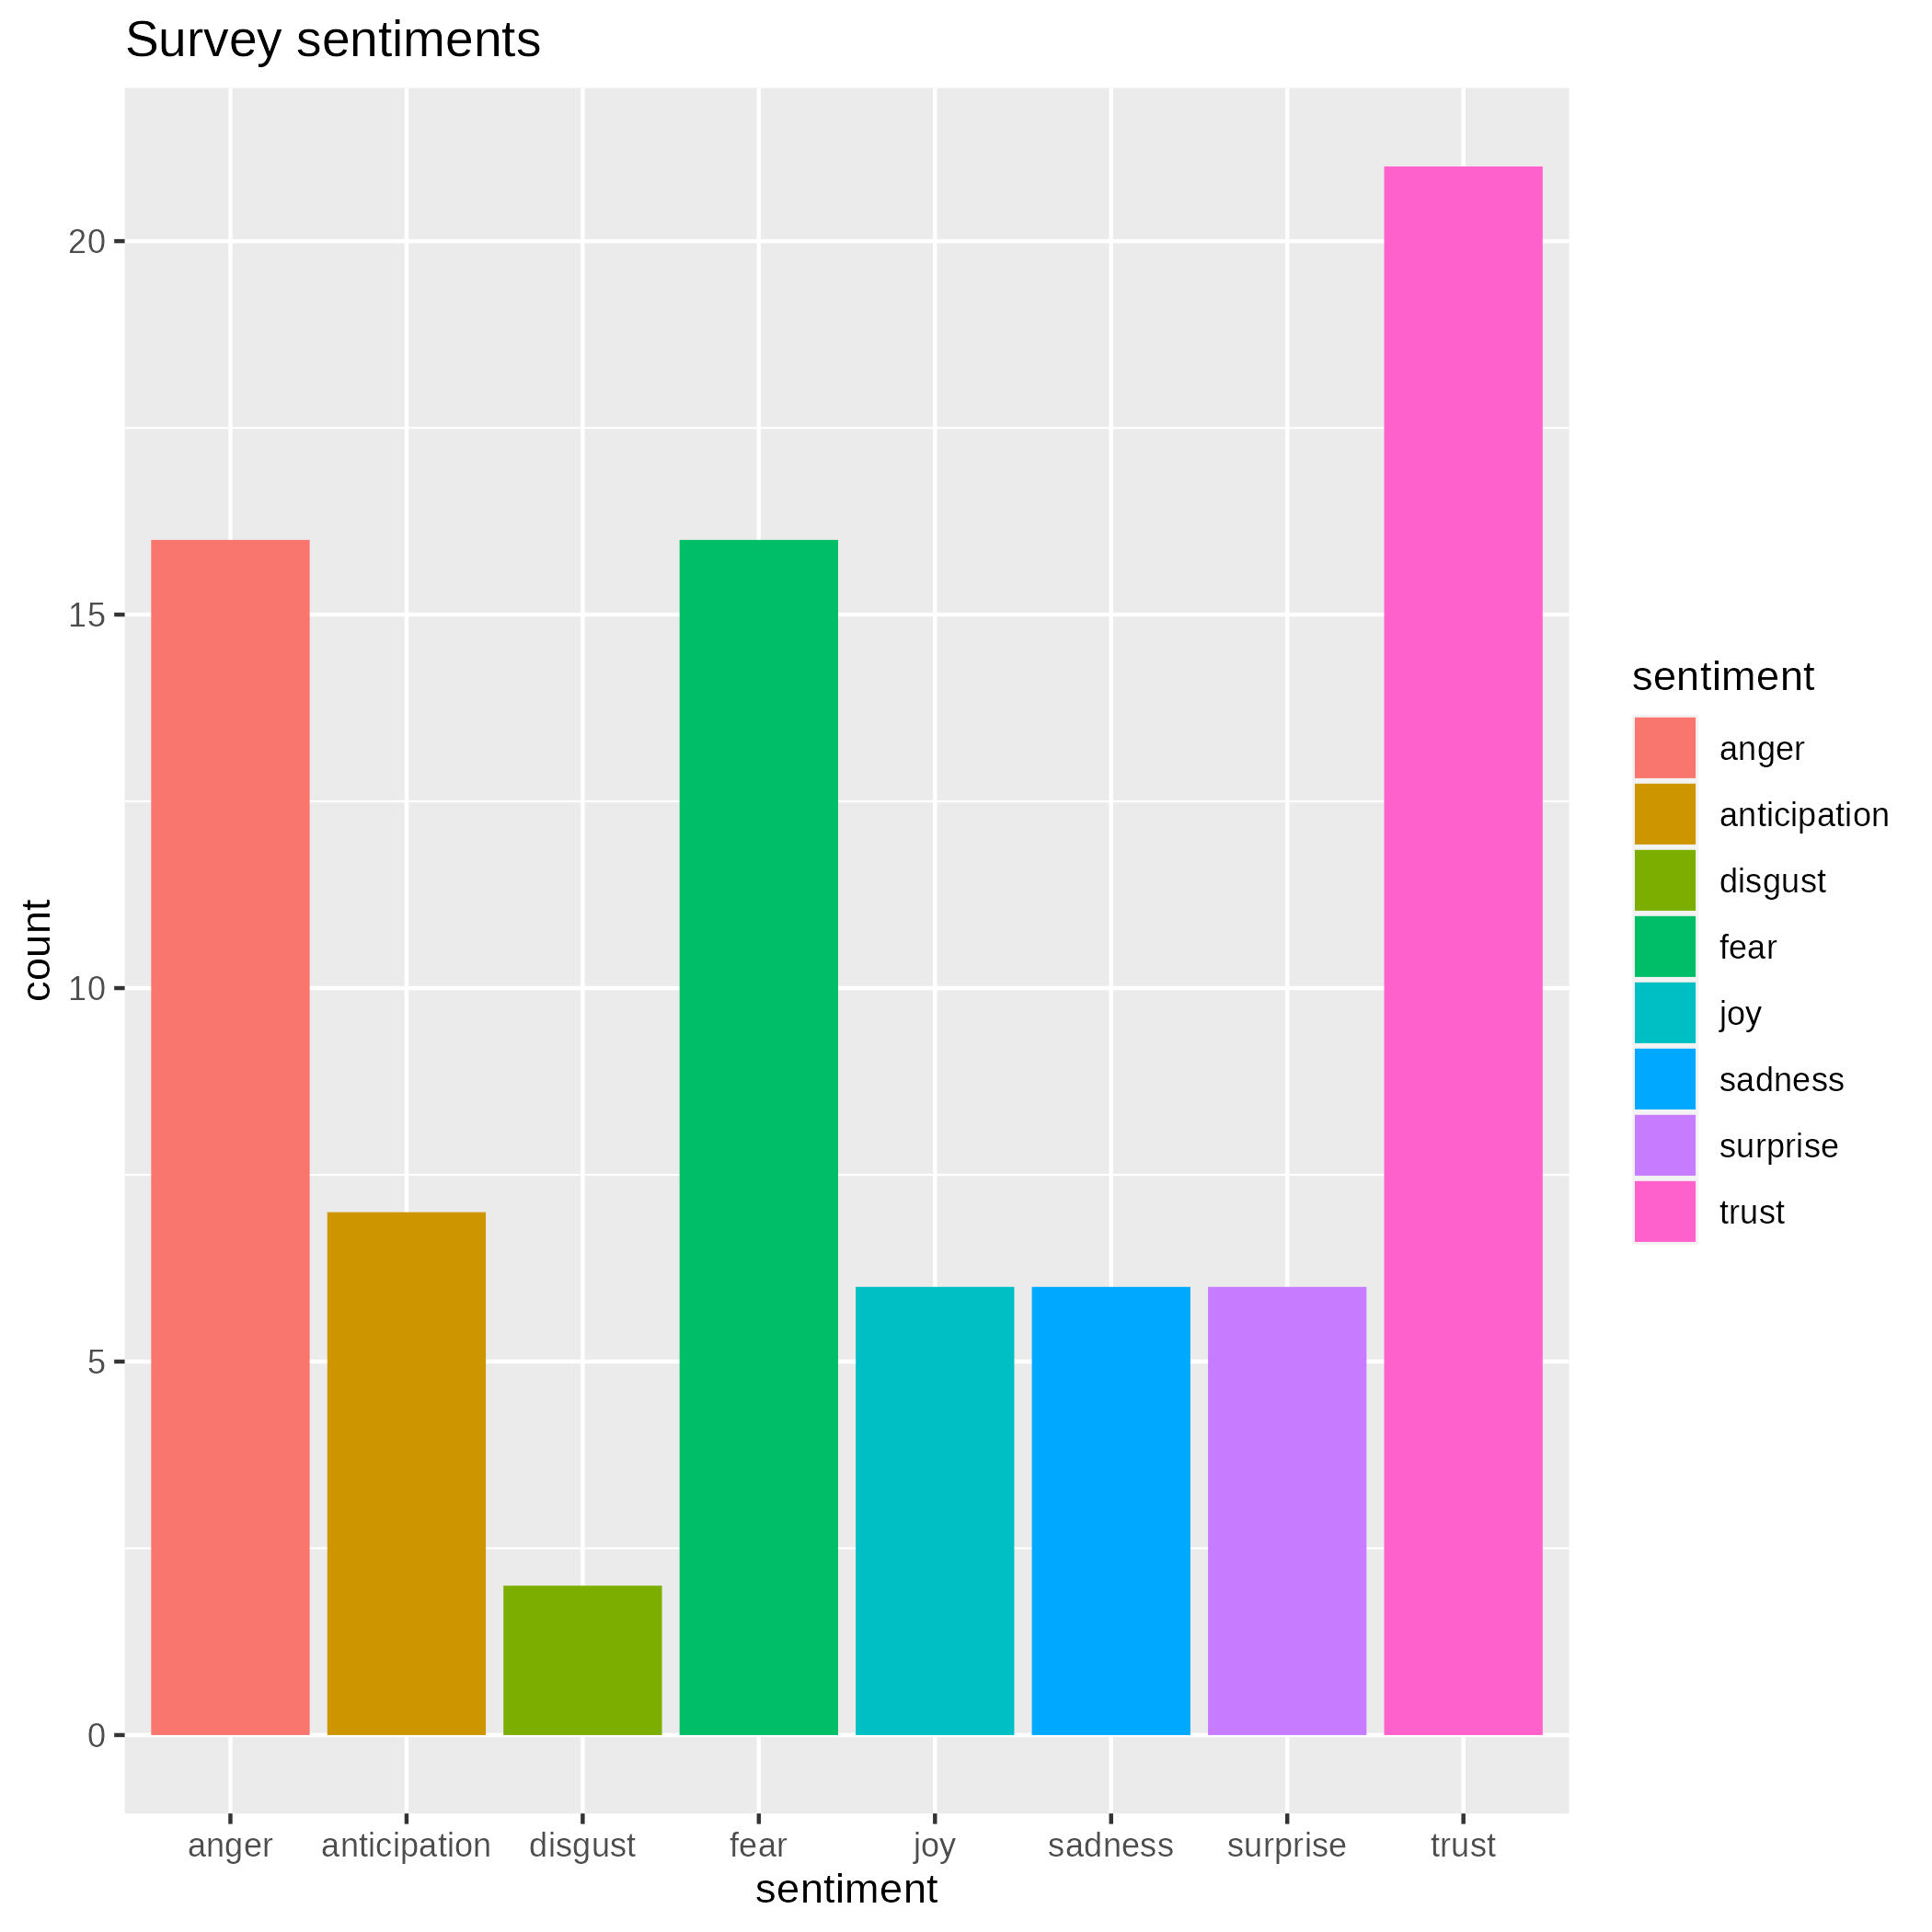 Survey sentiments
count
20
15
10
5
0
anger anticipation disgust fear joy sadness surprise trust
sentiment
sentiment
anger
anticipation
disgust
fear
joy
sadness
surprise
trust